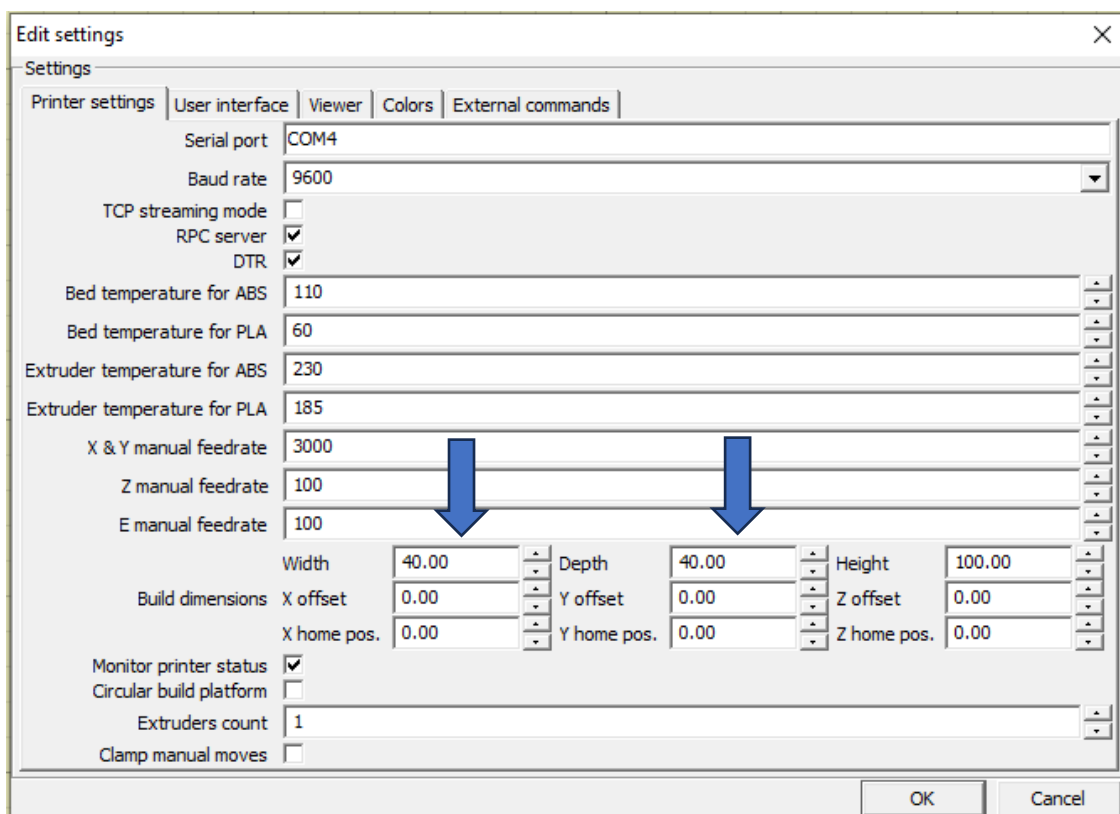 Edit settings
Settings
Printer settings User interface Viewer Colors External commands
Serial port COM4
Baud rate 9600
TCP streaming mode
RPC server
DTR
Bed temperature for ABS 110
Bed temperature for PLA 60
Extruder temperature for ABS 230
Extruder temperature for PLA 185
X & Y manual feedrate 3000
Z manual feedrate 100
E manual feedrate 100
Width 40.00 Depth 40.00 Height 100.00
Build dimensions X offset 0.00 Y offset 0.00 Z offset 0.00
X home pos. 0.00 Y home pos. 0.00 Z home pos. 0.00
Monitor printer status
Circular build platform
Extruders count 1
Clamp manual moves
OK Cancel